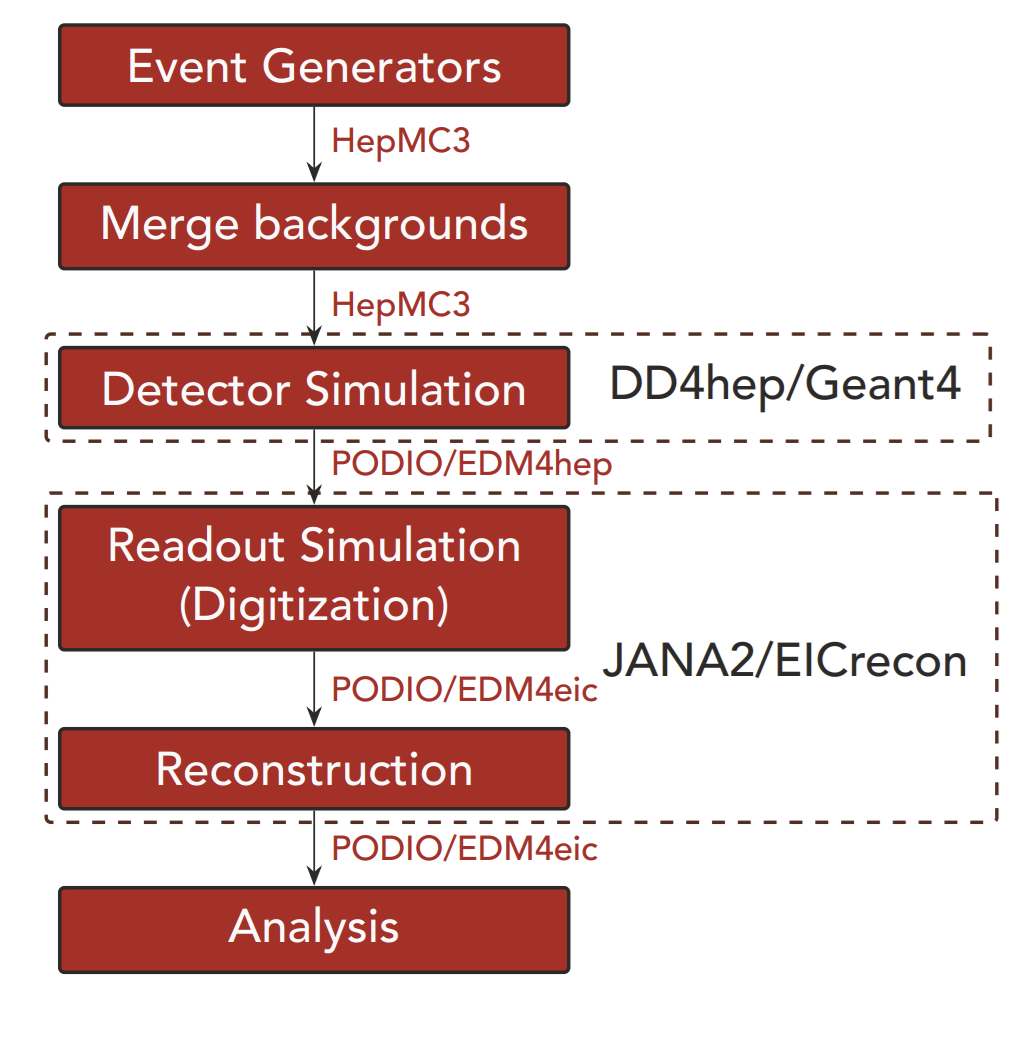 Event Generators
HepMC3
Merge backgrounds
HepMC3
Detector Simulation
DD4hep/Geant4
PODIO/EDM4hep
Readout Simulation
(Digitization)
JANA2/EICrecon
PODIO/EDM4eic
Reconstruction
PODIO/EDM4eic
Analysis